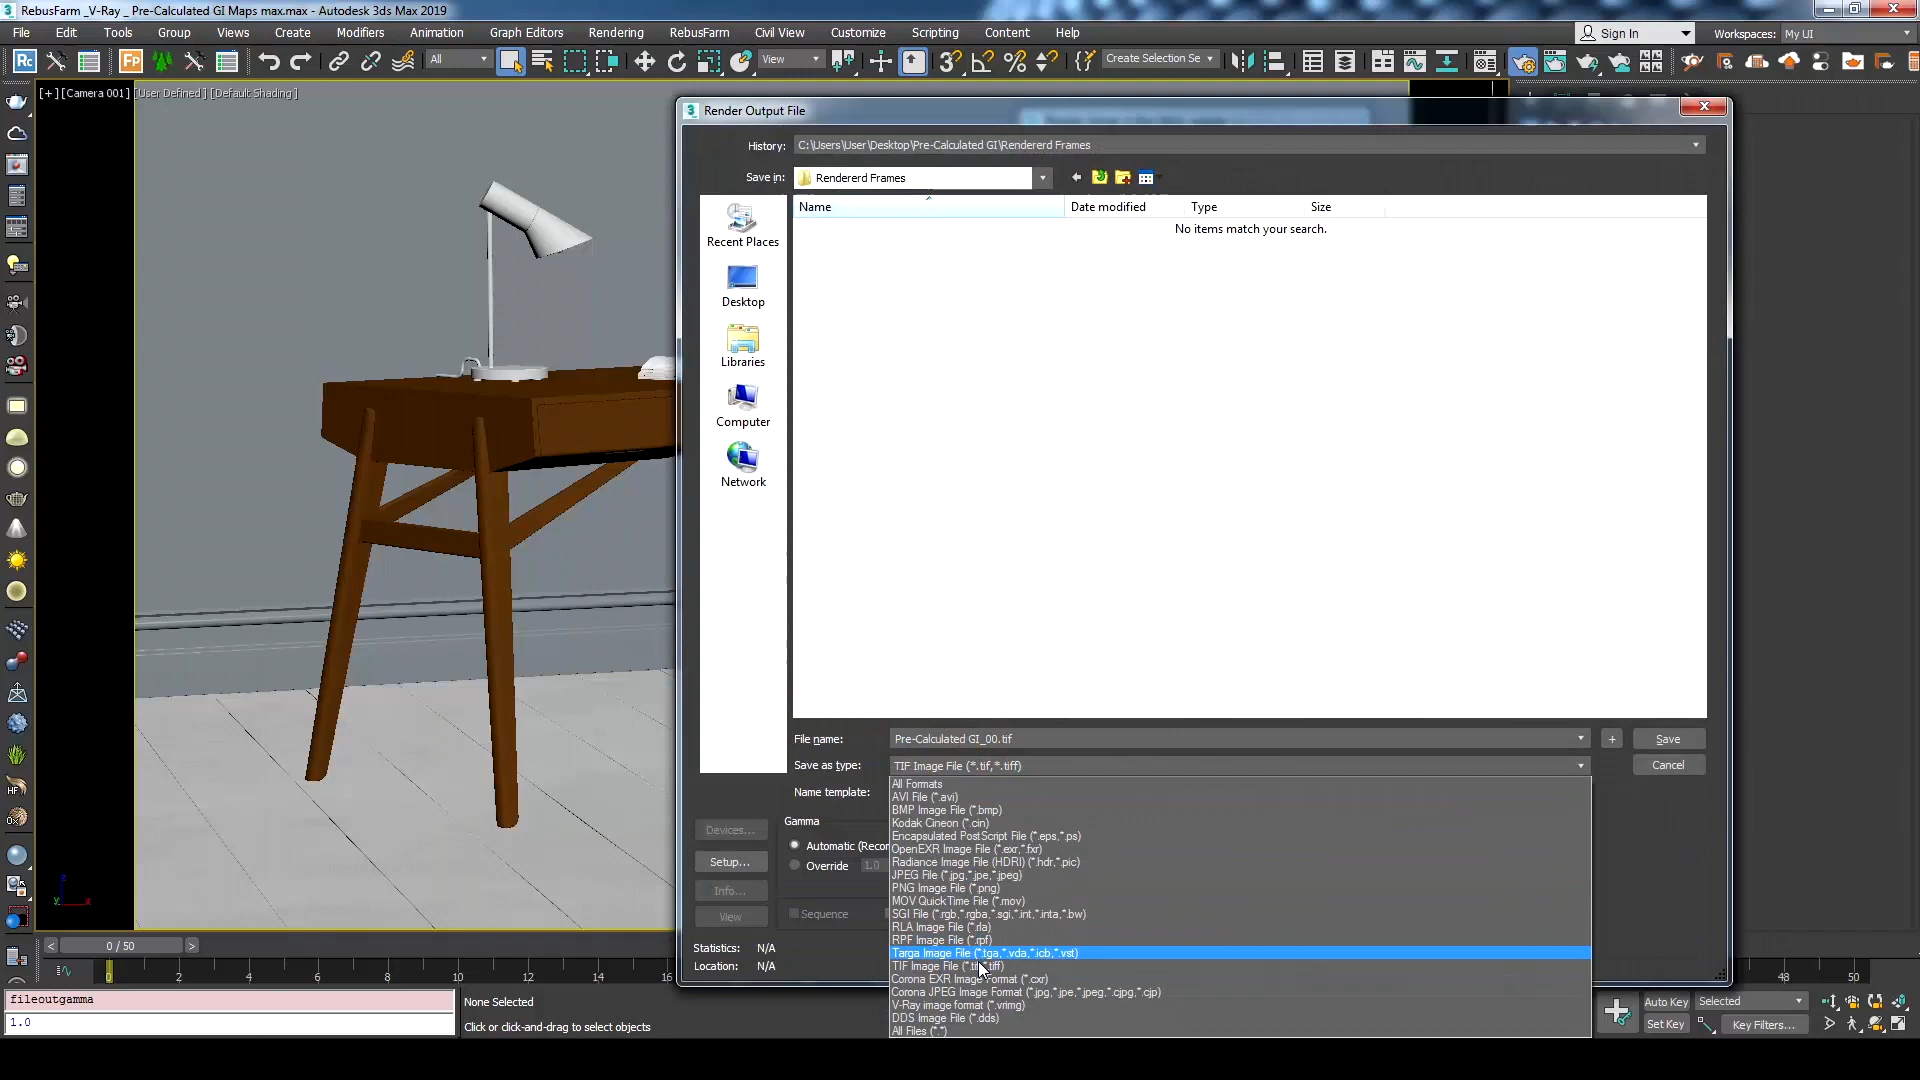 RebusFarm _V-Ray _ Pre-Calculated GI Maps max.max - Autodesk 3ds Max 2019
File Edit Tools Group Views Create Modifiers Animation Graph Editors Rendering RebusFarm Civil View Customize Scripting Content Help
Sign In
Workspaces: My UI
All
View
Create Selection Se
[+] [Camera 001] [User Defined] [Default Shading]
Render Output File
History: C:\Users\User\Desktop\Pre-Calculated GI\Rendererd Frames
Save in: Rendererd Frames
Name Date modified Type Size
No items match your search.
Recent Places
Desktop
Libraries
Computer
Network
File name: Pre-Calculated GI_00.tif
+
Save
Save as type: TIF Image File (*.tif,*.tiff)
Cancel
Name template:
All Formats
AVI File (*.avi)
BMP Image File (*.bmp)
Kodak Cineon (*.cin)
Encapsulated PostScript File (*.eps,*.ps)
OpenEXR Image File (*.exr,*.fxr)
Radiance Image File (HDRI) (*.hdr,*.pic)
JPEG File (*.jpg,*.jpe,*.jpeg)
PNG Image File (*.png)
MOV QuickTime File (*.mov)
SGI File (*.rgb,*.rgba,*.sgi,*.int,*.inta,*.bw)
RLA Image File (*.rla)
RPF Image File (*.rpf)
Targa Image File (*.tga,*.vda,*.icb,*.vst)
TIF Image File (*.tif,*.tiff)
Corona EXR Image Format (*.cxr)
Corona JPEG Image Format (*.jpg,*.jpe,*.jpeg,*.cjpg,*.cjp)
V-Ray image format (*.vrimg)
DDS Image File (*.dds)
All Files (*.*)
Gamma
Automatic (Recom
Override 1.0
Devices...
Setup...
Info...
View
Sequence
Statistics: N/A
Location: N/A
0 / 50
0 2 4 6 8 10 12 14 16 48 50
fileoutgamma
1.0
None Selected
Click or click-and-drag to select objects
Auto Key
Selected
Set Key
Key Filters...
HF
z
y
x